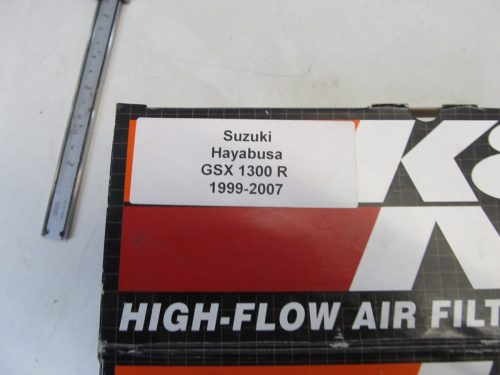 Suzuki
Hayabusa
GSX 1300 R
1999-2007
K&
HIGH-FLOW AIR FILT